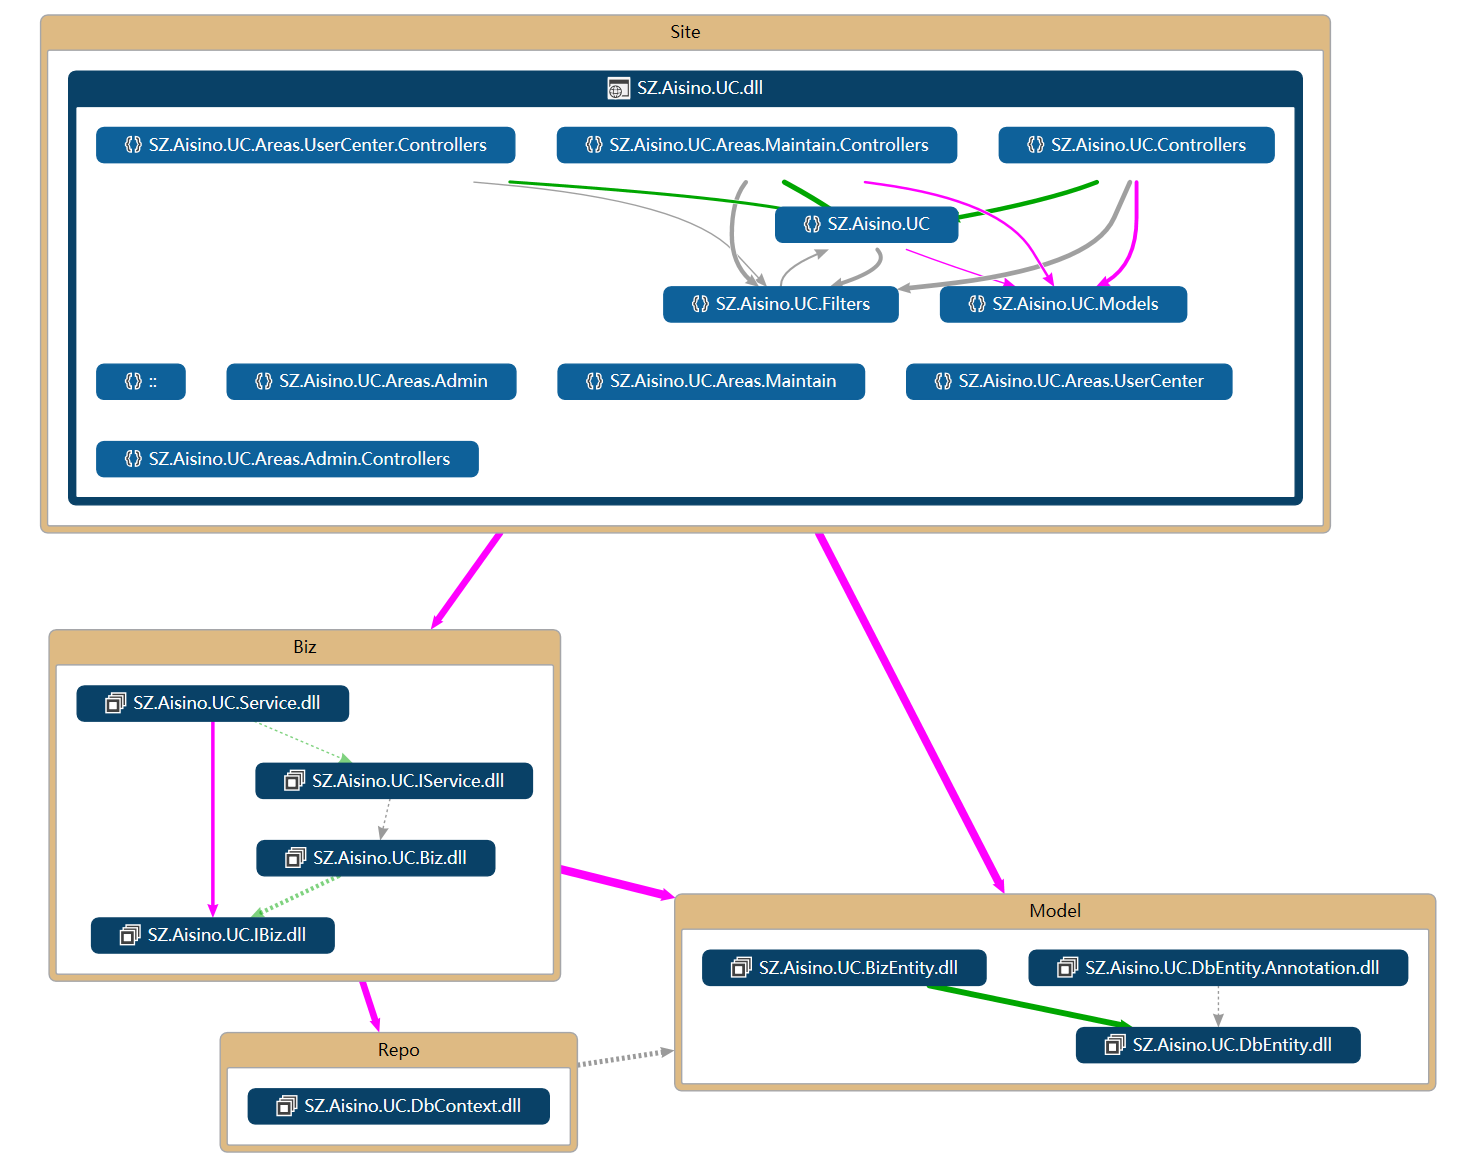 Site
SZ.Aisino.UC.dll
SZ.Aisino.UC.Areas.UserCenter.Controllers
SZ.Aisino.UC.Areas.Maintain.Controllers
SZ.Aisino.UC.Controllers
SZ.Aisino.UC
SZ.Aisino.UC.Filters
SZ.Aisino.UC.Models
::
SZ.Aisino.UC.Areas.Admin
SZ.Aisino.UC.Areas.Maintain
SZ.Aisino.UC.Areas.UserCenter
SZ.Aisino.UC.Areas.Admin.Controllers
Biz
SZ.Aisino.UC.Service.dll
SZ.Aisino.UC.IService.dll
SZ.Aisino.UC.Biz.dll
SZ.Aisino.UC.IBiz.dll
Model
SZ.Aisino.UC.BizEntity.dll
SZ.Aisino.UC.DbEntity.Annotation.dll
SZ.Aisino.UC.DbEntity.dll
Repo
SZ.Aisino.UC.DbContext.dll